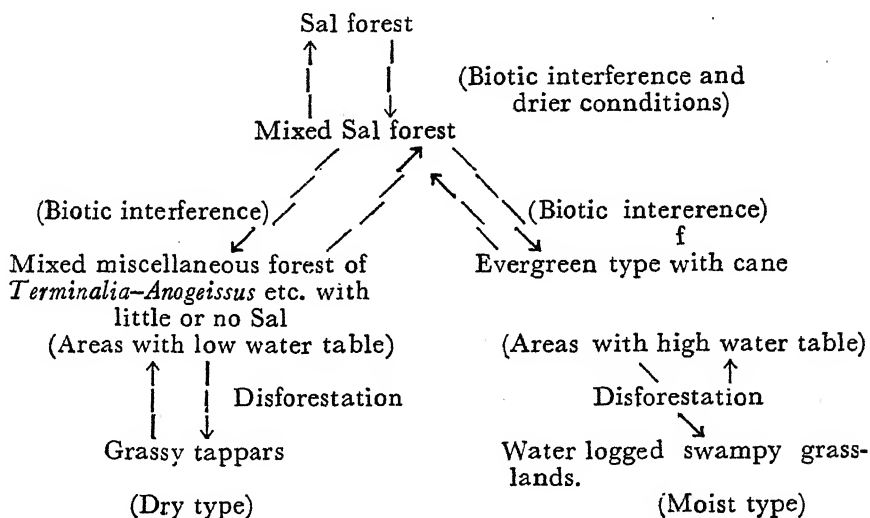 Sal forest
(Biotic interference and
drier connditions)
Mixed Sal forest
(Biotic interference)
(Biotic intererence)
f
Mixed miscellaneous forest of
Terminalia–Anogeissus etc. with
little or no Sal
(Areas with low water table)
Evergreen type with cane
(Areas with high water table)
Disforestation
Disforestation
Grassy tappars
Water logged swampy grass-
lands.
(Dry type)
(Moist type)